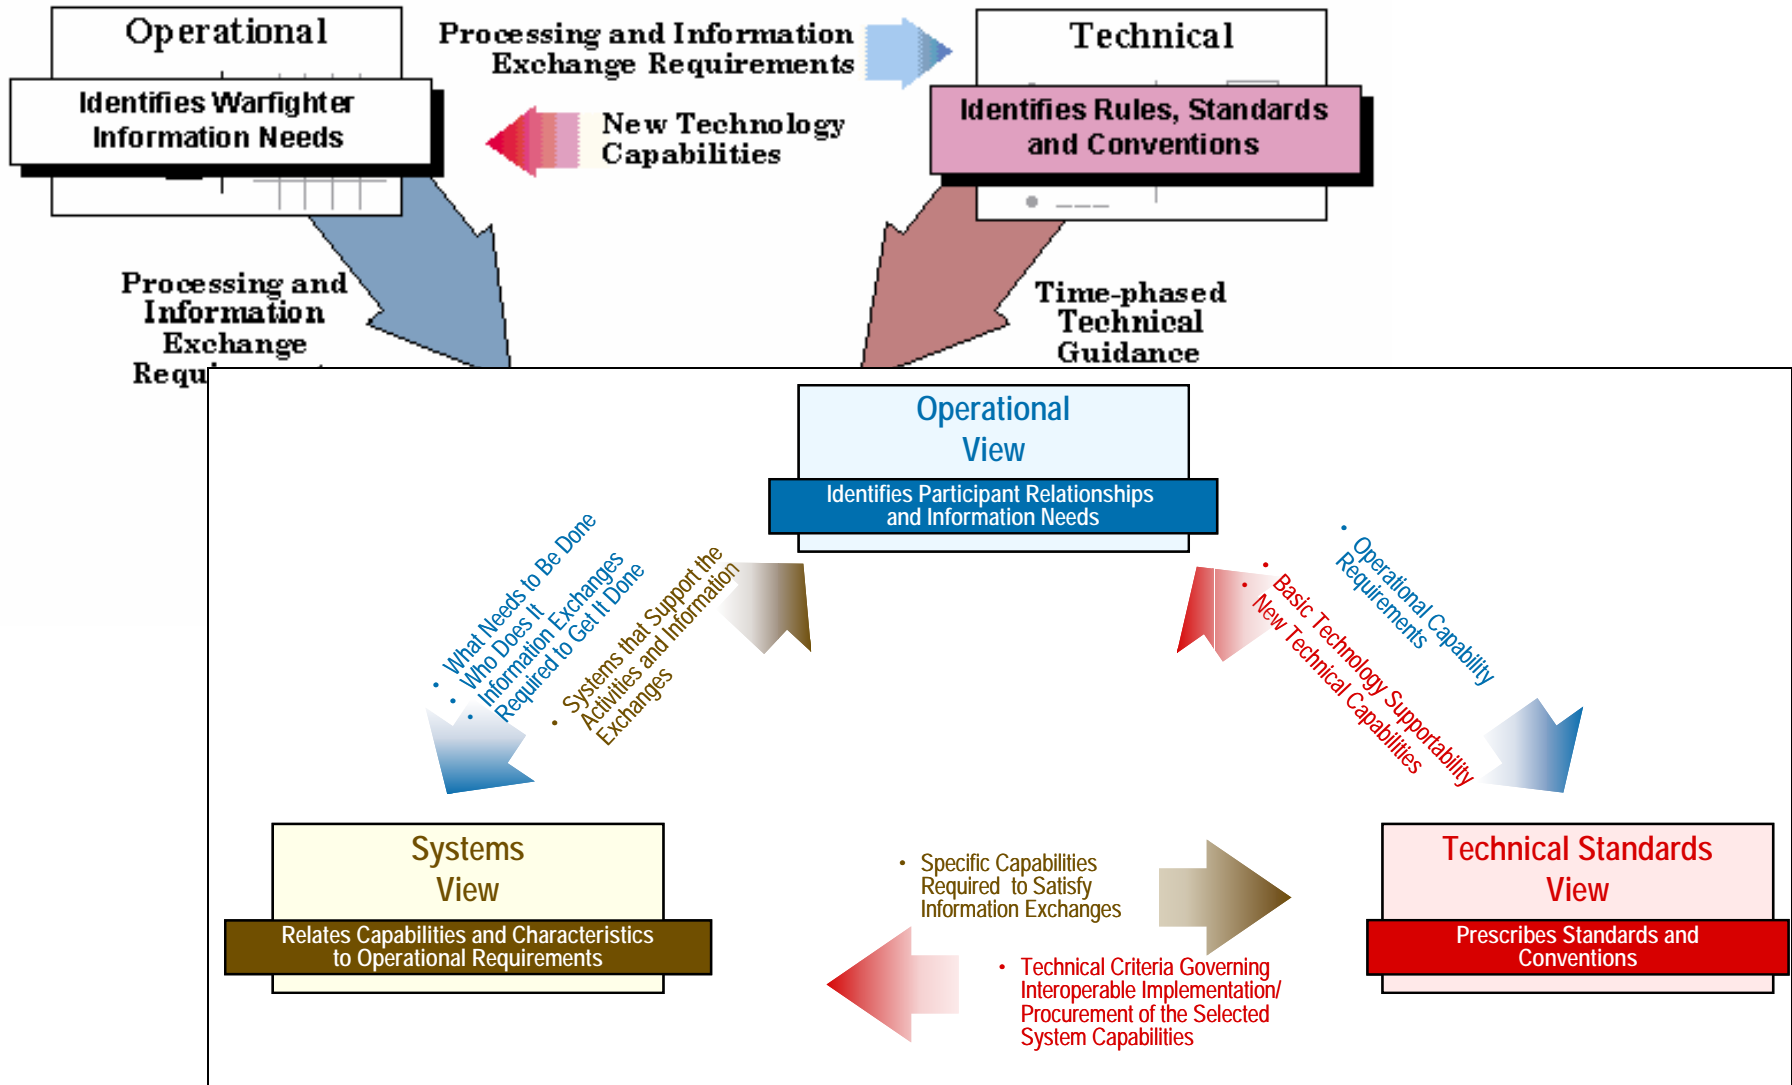 Operational
Identifies Warfighter
Information Needs
Processing and Information
Exchange Requirements
New Technology
Capabilities
Technical
Identifies Rules, Standards
and Conventions
Processing and
Information
Exchange
Time-phased
Technical
Guidance
Operational
View
Identifies Participant Relationships
and Information Needs
• What Needs to Be Done
• Who Does It
• Information Exchanges
Required to Get It Done
• Systems that Support the
Activities and Information
Exchanges
• Operational Capability
Requirements
• Basic Technology Supportability
• New Technical Capabilities
Systems
View
Relates Capabilities and Characteristics
to Operational Requirements
• Specific Capabilities
Required to Satisfy
Information Exchanges
• Technical Criteria Governing
Interoperable Implementation/
Procurement of the Selected
System Capabilities
Technical Standards
View
Prescribes Standards and
Conventions